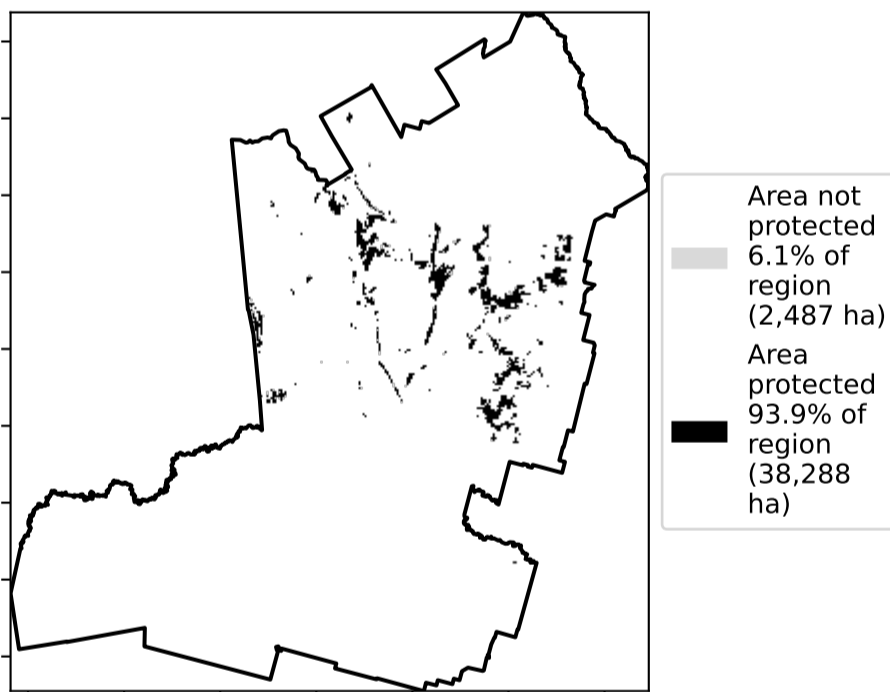 Area not
protected
6.1% of
region
(2,487 ha)
Area
protected
93.9% of
region
(38,288
ha)